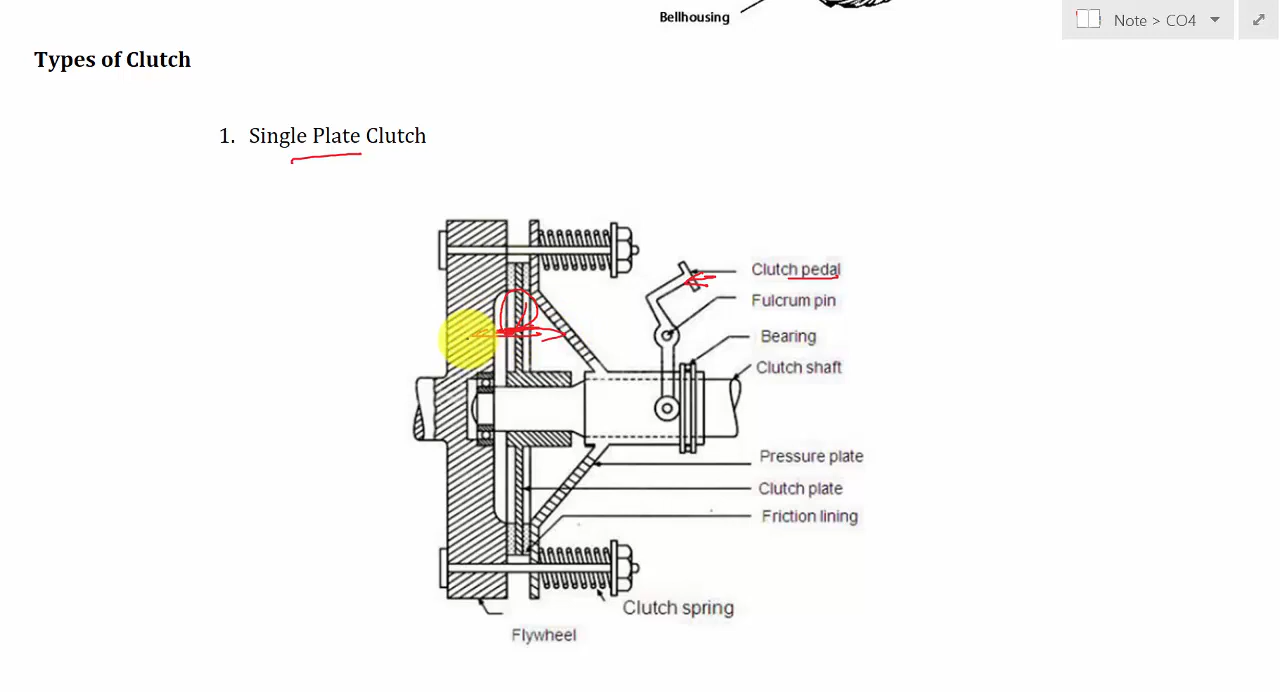 Bellhousing
Note > CO4
Types of Clutch
1. Single Plate Clutch
Clutch pedal
Fulcrum pin
Bearing
Clutch shaft
Pressure plate
Clutch plate
Friction lining
Clutch spring
Flywheel